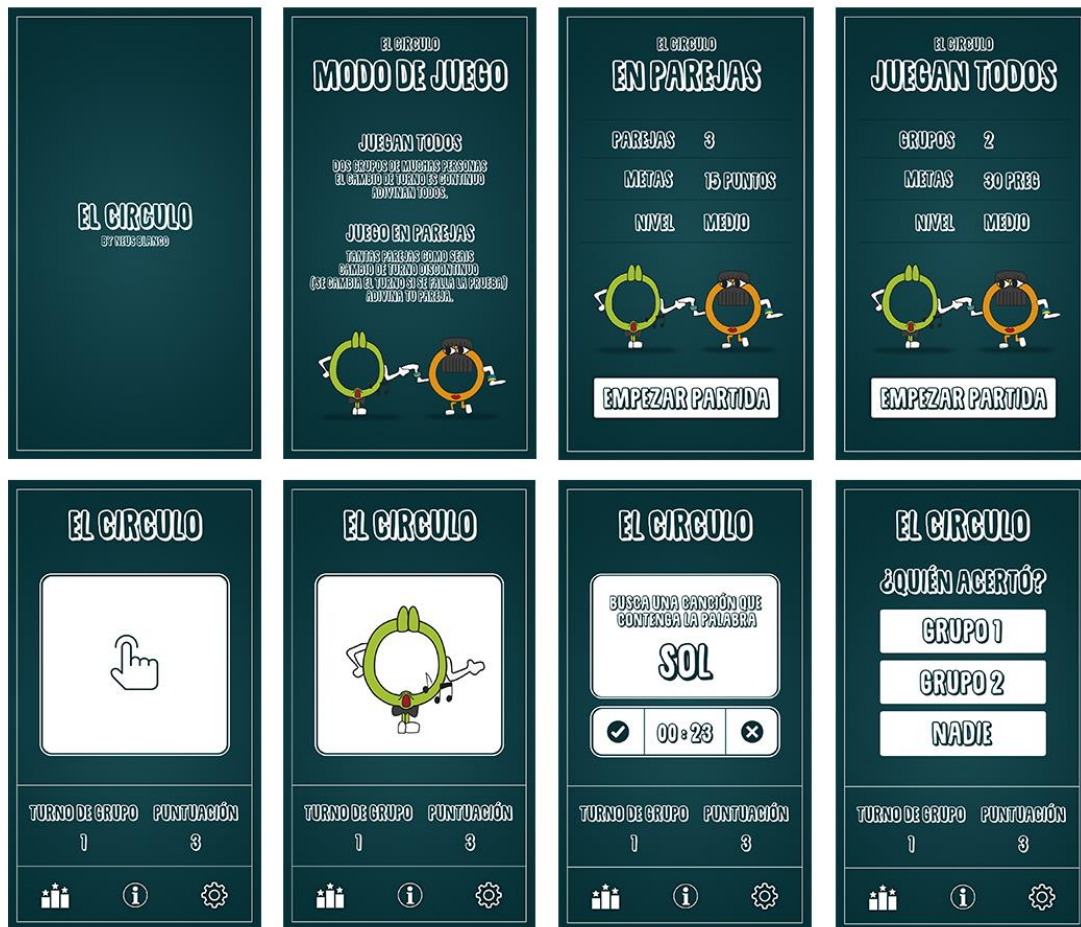 EL CIRCULO
BY NEUS BLANCO
EL CIRCULO
MODO DE JUEGO
JUEGAN TODOS
DOS GRUPOS DE MUCHAS PERSONAS
EL CAMBIO DE TURNO ES CONTINUO
ADIVINAN TODOS.
JUEGO EN PAREJAS
TANTAS PAREJAS COMO SEAIS
CAMBIO DE TURNO DISCONTINUO
(SE CAMBIA EL TURNO SI SE FALLA LA PRUEBA)
ADIVINA TU PAREJA.
EL CIRCULO
EN PAREJAS
PAREJAS 3
METAS 15 PUNTOS
NIVEL MEDIO
EMPEZAR PARTIDA
EL CIRCULO
JUEGAN TODOS
GRUPOS 2
METAS 30 PREG
NIVEL MEDIO
EMPEZAR PARTIDA
EL CIRCULO
TURNO DE GRUPO PUNTUACIÓN
1 3
EL CIRCULO
TURNO DE GRUPO PUNTUACIÓN
1 3
EL CIRCULO
BUSCA UNA CANCIÓN QUE
CONTENGA LA PALABRA
SOL
00:23
TURNO DE GRUPO PUNTUACIÓN
1 3
EL CIRCULO
¿QUIÉN ACERTÓ?
GRUPO 1
GRUPO 2
NADIE
TURNO DE GRUPO PUNTUACIÓN
1 3